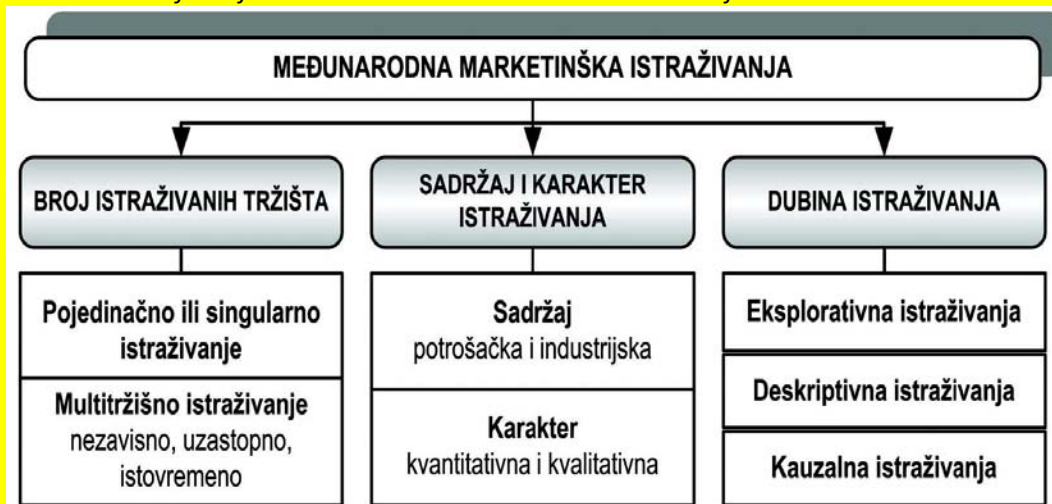 MEĐUNARODNA MARKETINŠKA ISTRAŽIVANJA
BROJ ISTRAŽIVANIH TRŽIŠTA
Pojedinačno ili singularno
istraživanje
Multitržišno istraživanje
nezavisno, uzastopno,
istovremeno
SADRŽAJ I KARAKTER
ISTRAŽIVANJA
Sadržaj
potrošačka i industrijska
Karakter
kvantitativna i kvalitativna
DUBINA ISTRAŽIVANJA
Eksplorativna istraživanja
Deskriptivna istraživanja
Kauzalna istraživanja